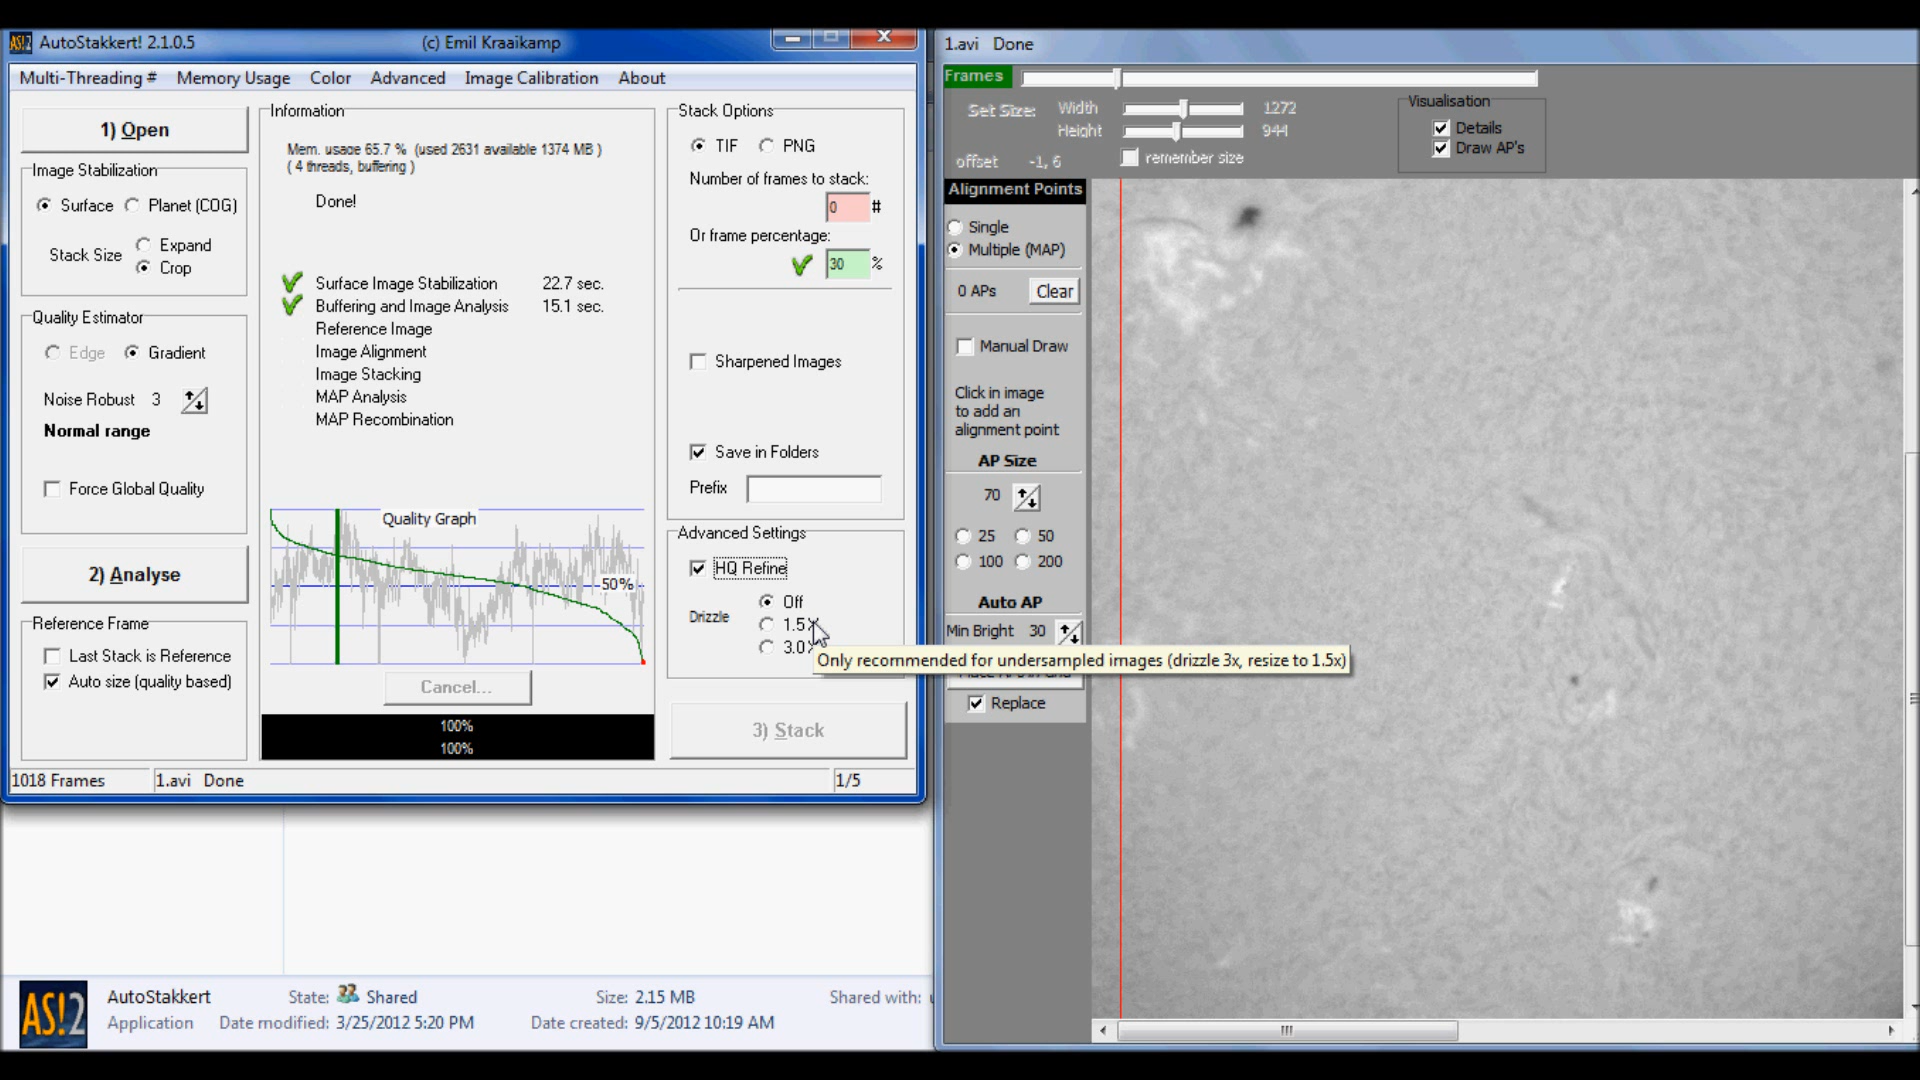 AS!2 AutoStakkert! 2.1.0.5 (c) Emil Kraaikamp
Multi-Threading # Memory Usage Color Advanced Image Calibration About
1) Open
Image Stabilization
Surface Planet (COG)
Stack Size Expand
Crop
Quality Estimator
Edge Gradient
Noise Robust 3
Normal range
Force Global Quality
2) Analyse
Reference Frame
Last Stack is Reference
Auto size (quality based)
Information
Mem. usage 65.7 % (used 2631 available 1374 MB )
( 4 threads, buffering )
Done!
Surface Image Stabilization 22.7 sec.
Buffering and Image Analysis 15.1 sec.
Reference Image
Image Alignment
Image Stacking
MAP Analysis
MAP Recombination
Quality Graph
50%
Cancel...
100%
100%
Stack Options
TIF PNG
Number of frames to stack:
0 #
Or frame percentage:
30 %
Sharpened Images
Save in Folders
Prefix
Advanced Settings
HQ Refine
Drizzle Off
1.5X
3.0
Only recommended for undersampled images (drizzle 3x, resize to 1.5x)
3) Stack
1018 Frames 1.avi Done 1/5
1.avi Done
Frames
Set Size: Width 1272
Height 944
offset -1, 6 remember size
Visualisation
Details
Draw AP's
Alignment Points
Single
Multiple (MAP)
0 APs Clear
Manual Draw
Click in image
to add an
alignment point
AP Size
70
25 50
100 200
Auto AP
Min Bright 30
Replace
AS!2
AutoStakkert State: Shared Size: 2.15 MB Shared with:
Application Date modified: 3/25/2012 5:20 PM Date created: 9/5/2012 10:19 AM